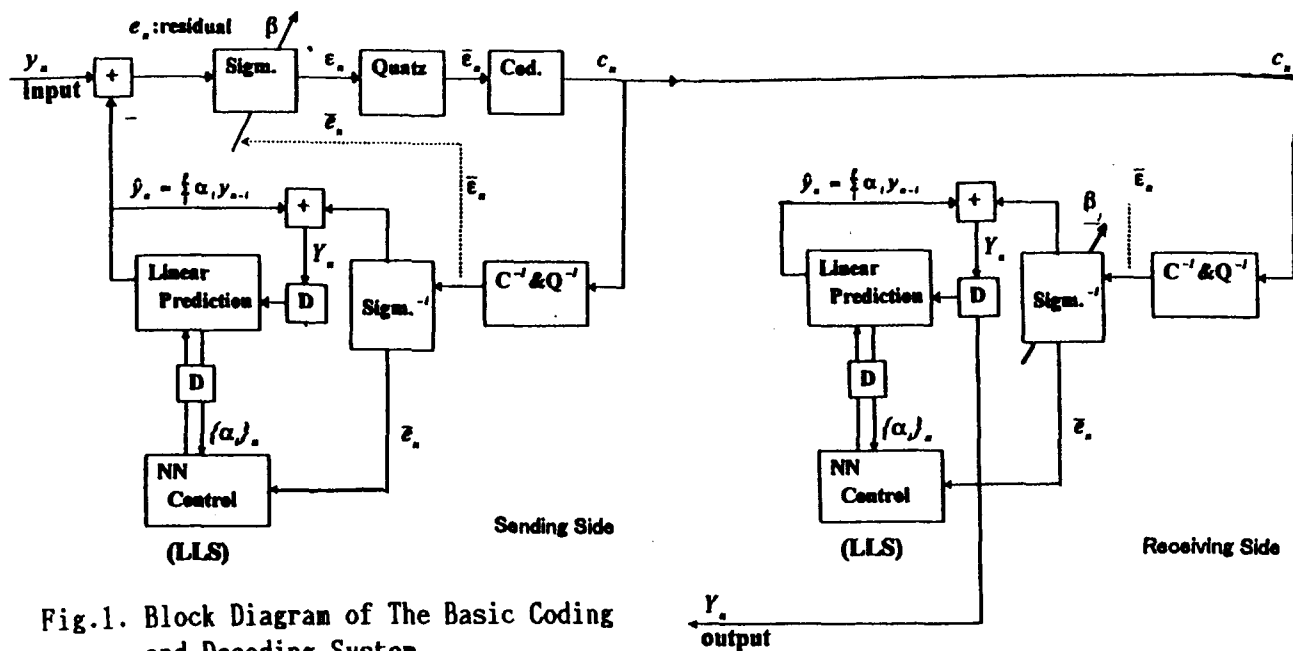 e_n :residual
β
y_n
input
+
Sigm.
ε_n
Quatz
ε̅_n
Cod.
c_n
c_n
−
e̅_n
ŷ_n = Σ α_i y_{n-i}
+
ε̅_n
Y_n
Linear
Prediction
D
Sigm.⁻¹
C⁻¹&Q⁻¹
D
{α_i}_n
e̅_n
NN
Control
(LLS)
Sending Side
ŷ_n = Σ α_i y_{n-i}
+
β
ε̅_n
Y_n
Linear
Prediction
D
Sigm.⁻¹
C⁻¹&Q⁻¹
D
{α_i}_n
e̅_n
NN
Control
(LLS)
Receiving Side
Y_n
output
Fig.1. Block Diagram of The Basic Coding
and Decoding System